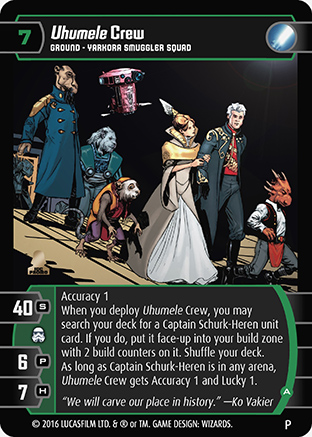 7
Uhumele Crew
GROUND - YARKORA SMUGGLER SQUAD
40 S
6 P
7 H
Accuracy 1
When you deploy Uhumele Crew, you may
search your deck for a Captain Schurk-Heren unit
card. If you do, put it face-up into your build zone
with 2 build counters on it. Shuffle your deck.
As long as Captain Schurk-Heren is in any arena,
Uhumele Crew gets Accuracy 1 and Lucky 1.
A
“We will carve our place in history.” —Ko Vakier
© 2016 LUCASFILM LTD. & ® or TM. GAME DESIGN: WIZARDS.
P